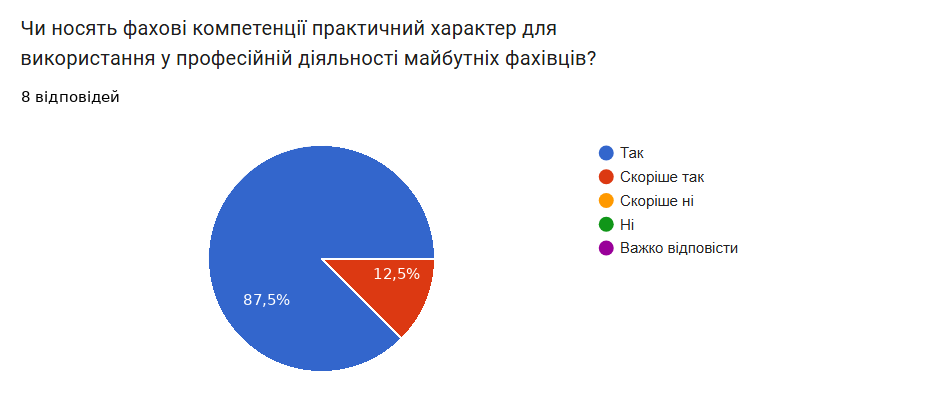 Чи носять фахові компетенції практичний характер для
використання у професійній діяльності майбутніх фахівців?
8 відповідей
Так
Скоріше так
Скоріше ні
Ні
Важко відповісти
12,5%
87,5%